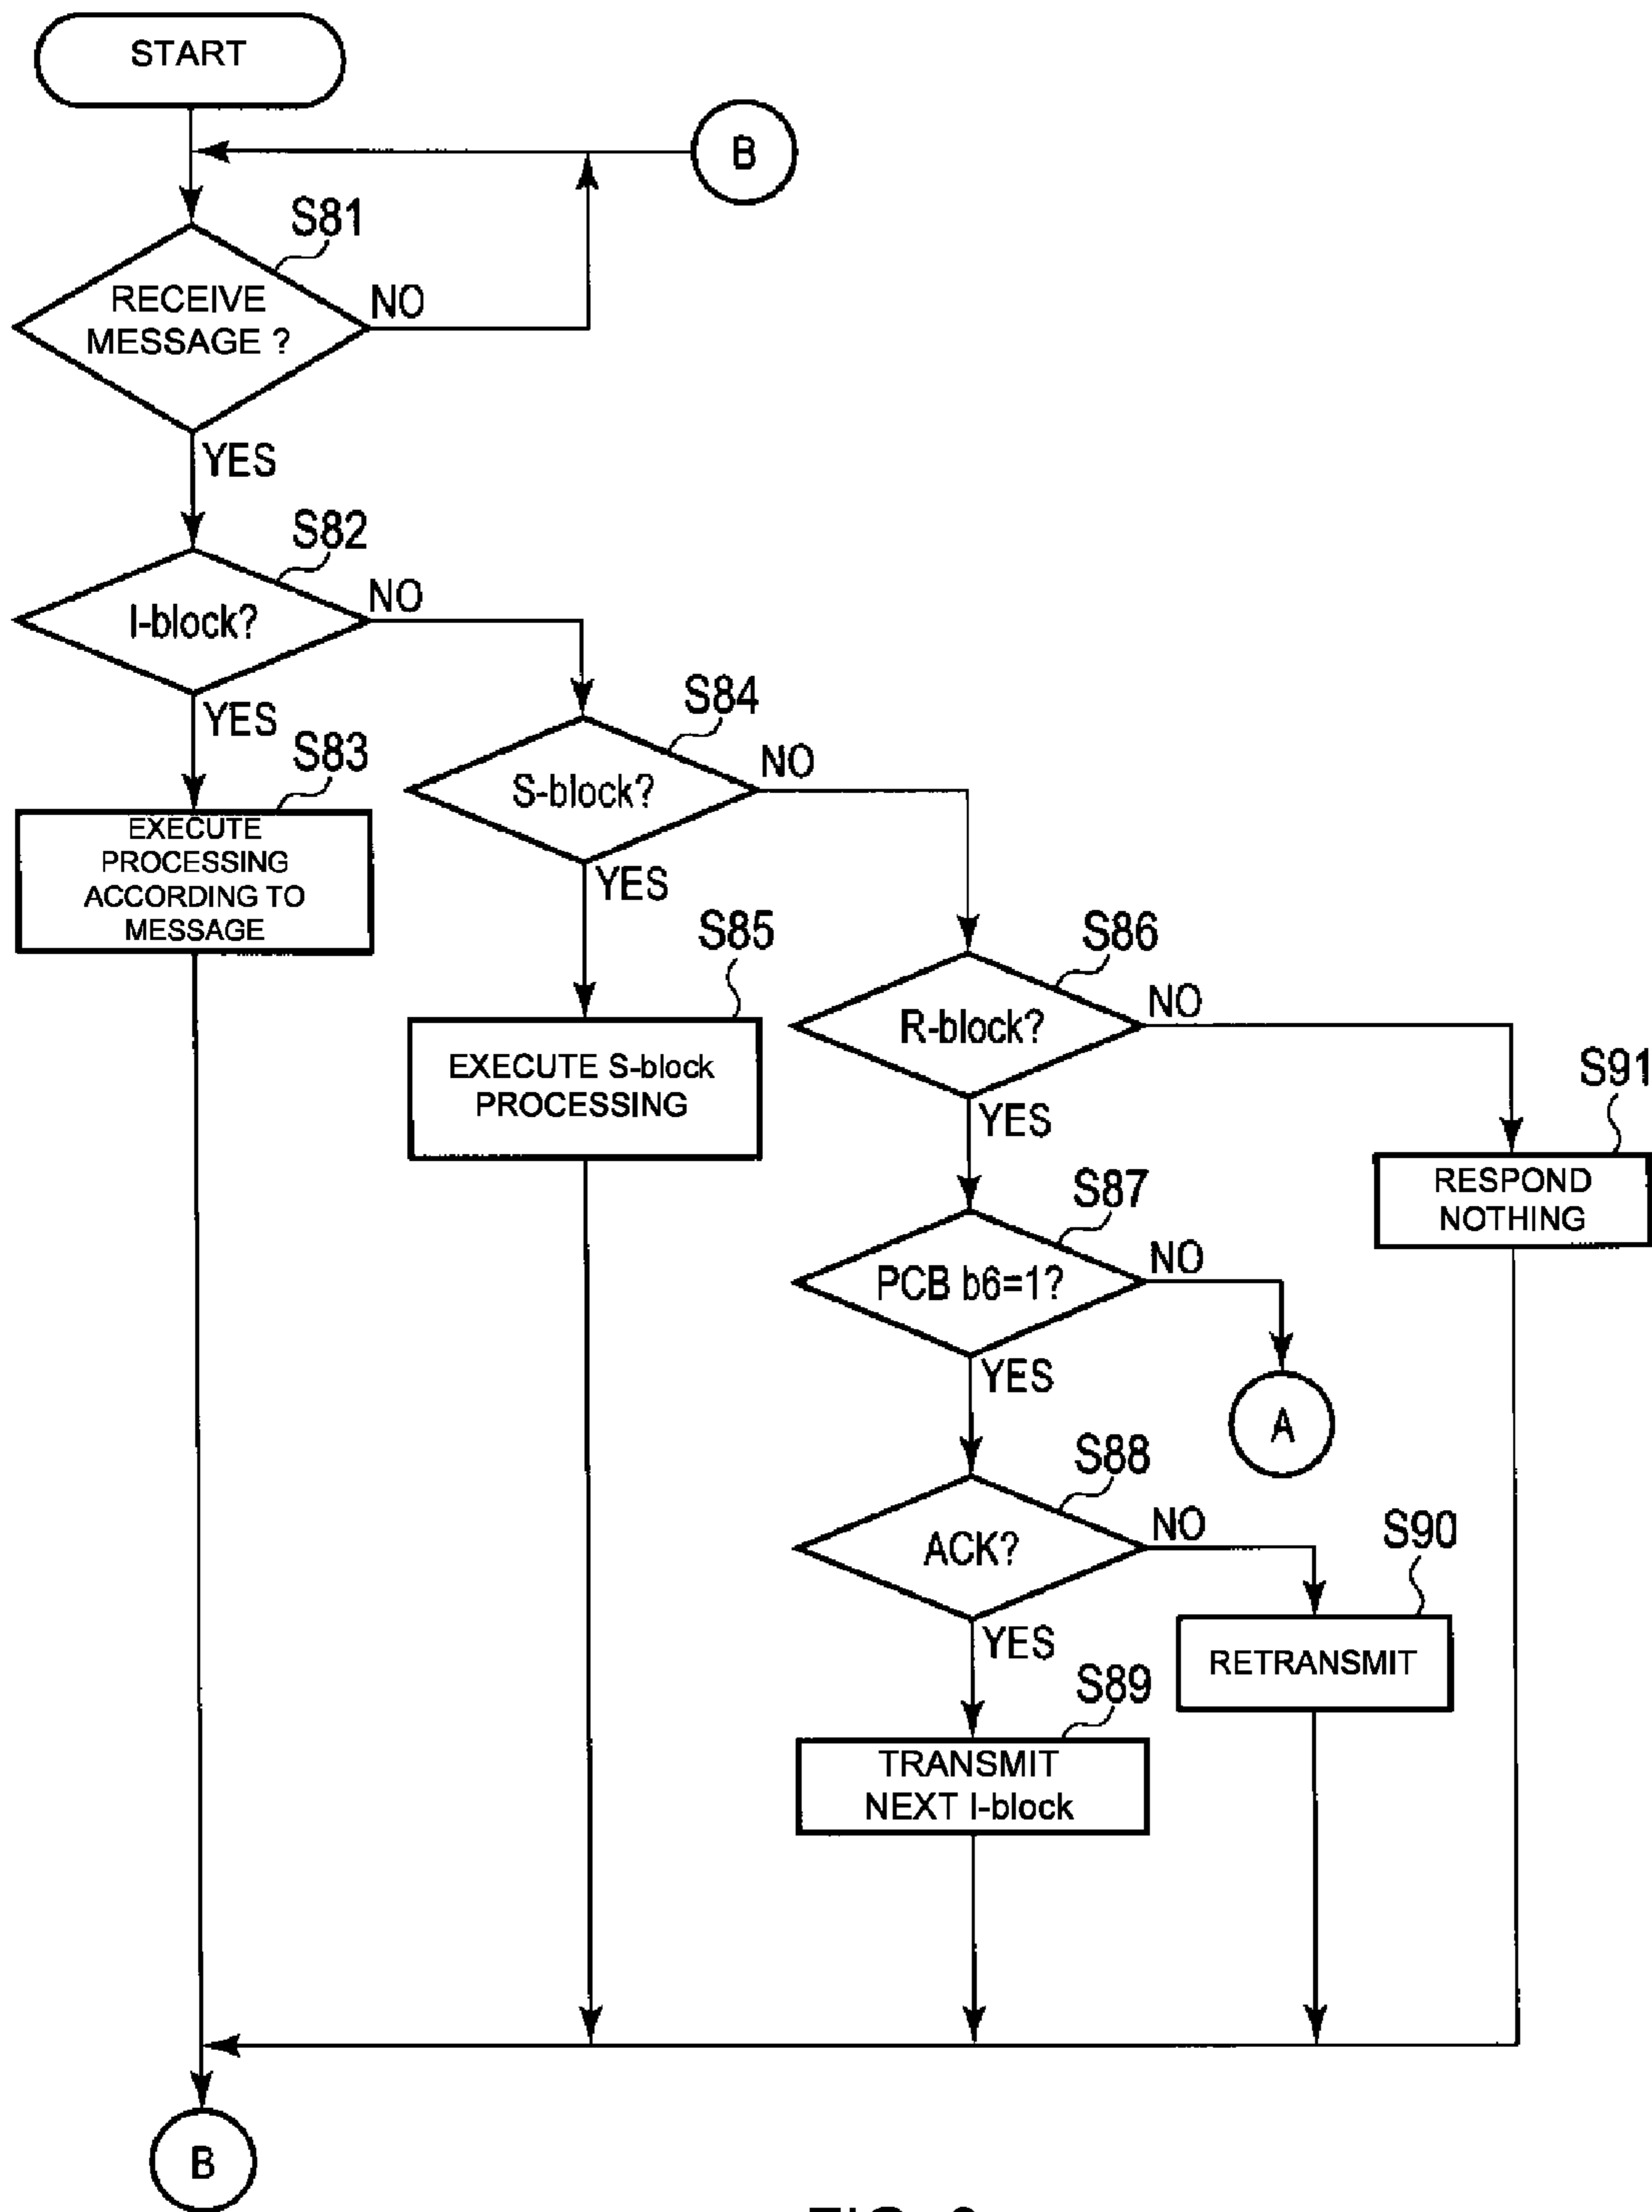 START
B
S81
RECEIVE
MESSAGE ?
NO
YES
S82
I-block?
NO
YES
S83
EXECUTE
PROCESSING
ACCORDING TO
MESSAGE
S84
S-block?
NO
YES
S85
EXECUTE S-block
PROCESSING
S86
R-block?
NO
YES
S91
RESPOND
NOTHING
S87
PCB b6=1?
NO
YES
A
S88
ACK?
NO
YES
S90
RETRANSMIT
S89
TRANSMIT
NEXT I-block
B